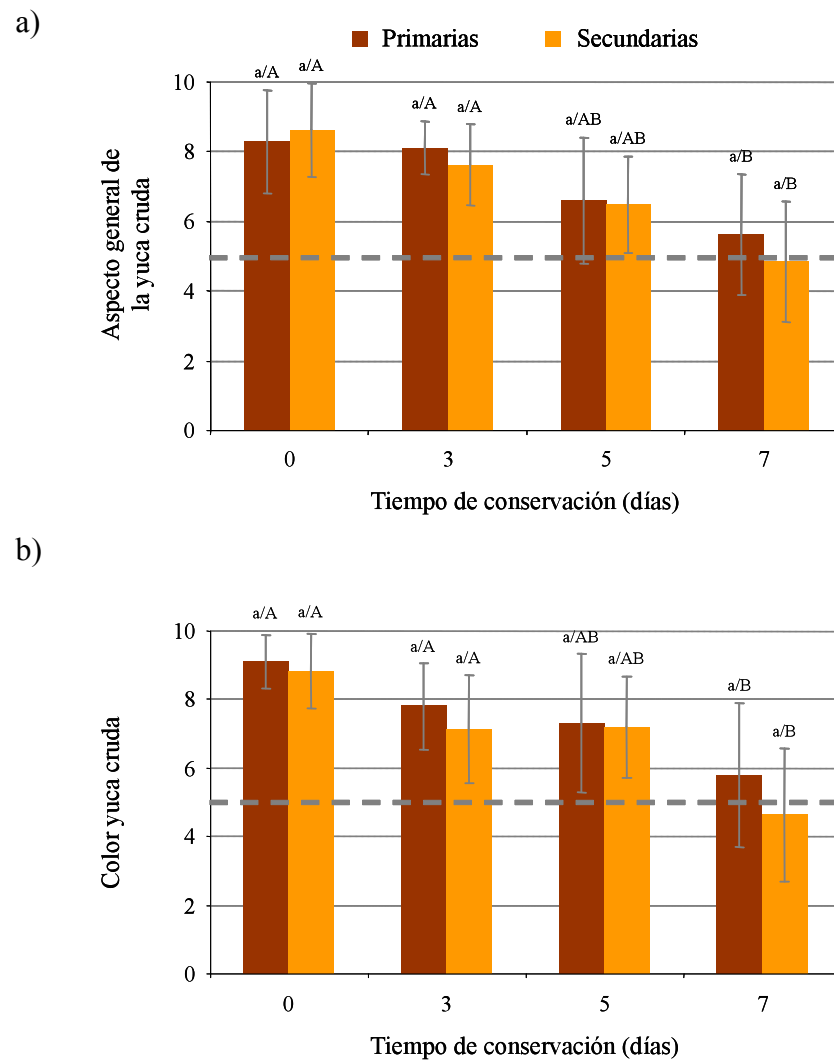 a)
Primarias Secundarias
a/A a/A a/A a/A a/AB a/AB a/B a/B
Aspecto general de
la yuca cruda
10
8
6
4
2
0
0 3 5 7
Tiempo de conservación (días)
b)
a/A a/A a/A a/A a/AB a/AB a/B a/B
Color yuca cruda
10
8
6
4
2
0
0 3 5 7
Tiempo de conservación (días)